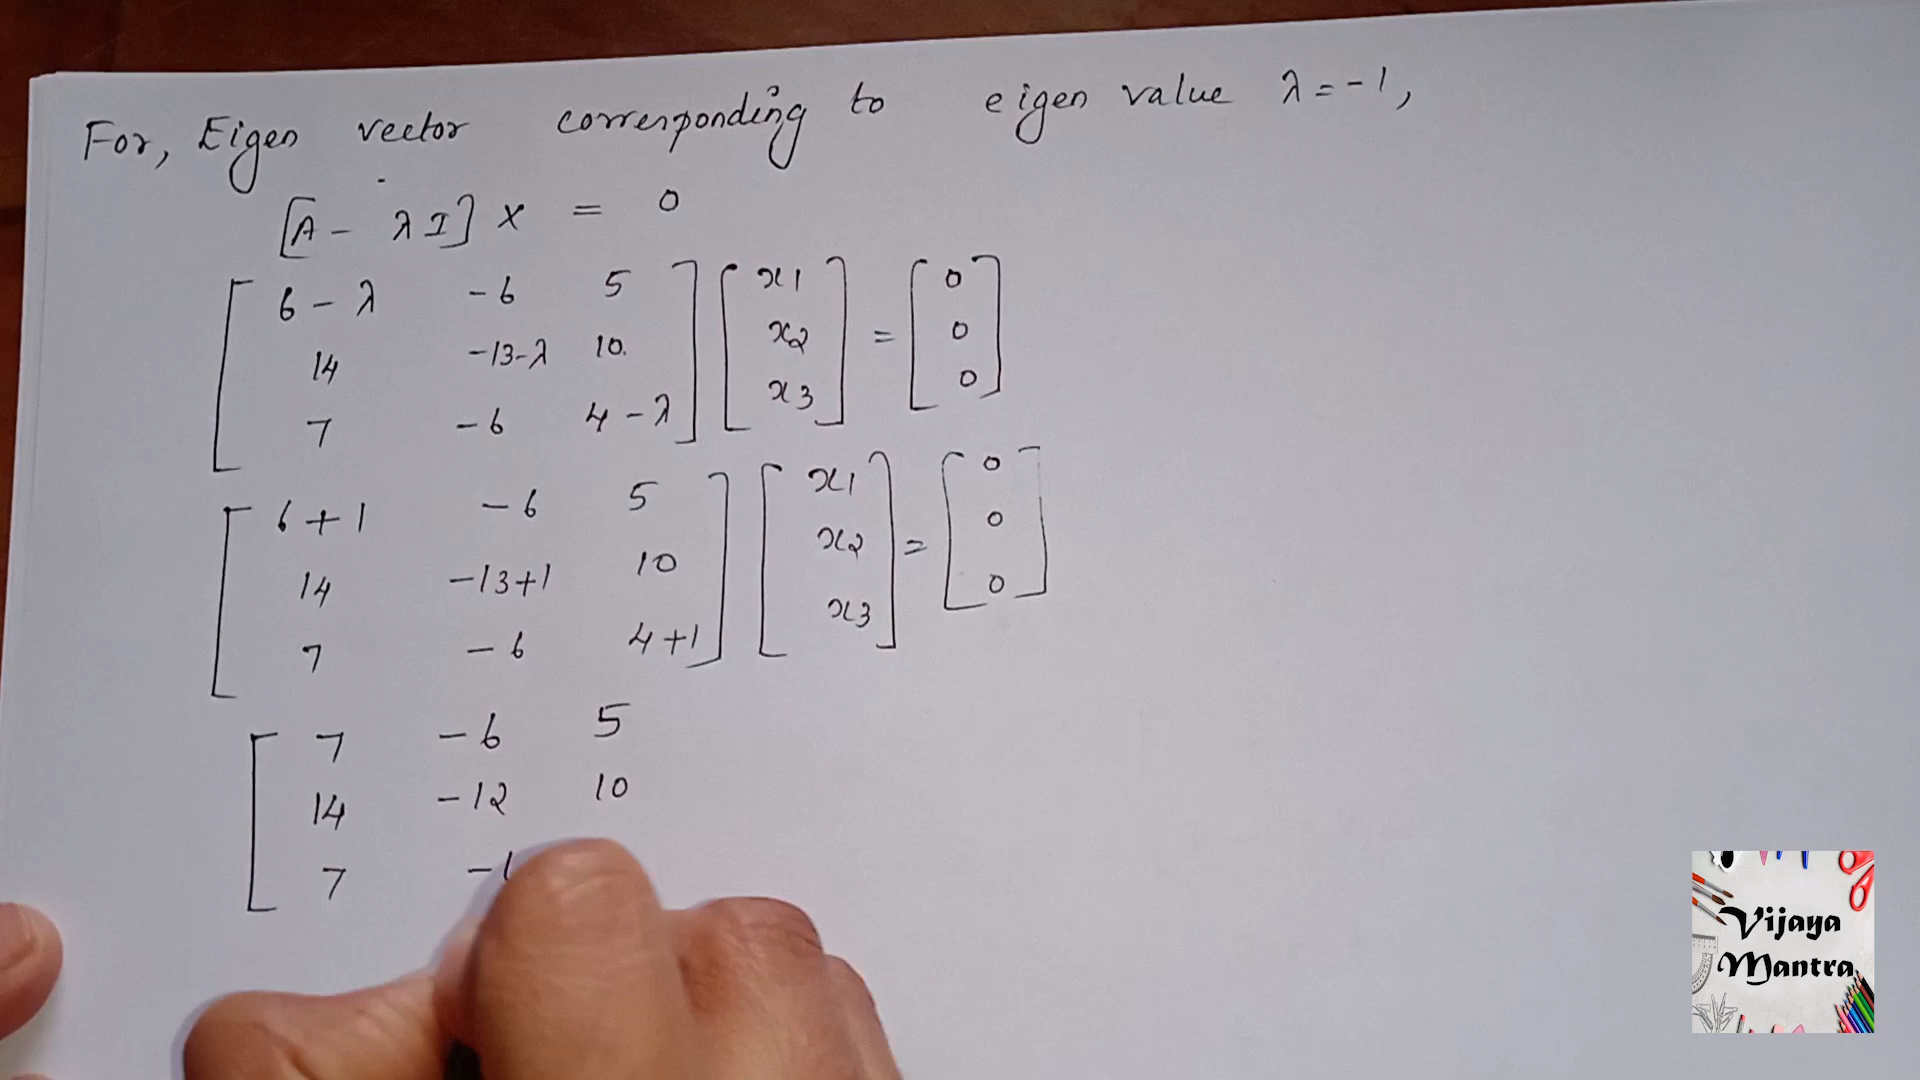 For, Eigen vector corresponding to eigen value λ = -1,
[A - λI] X = 0
[ 6 - λ -6 5 ] [ x1 ] [ 0 ]
[ 14 -13-λ 10. ] [ x2 ] = [ 0 ]
[ 7 -6 4 - λ ] [ x3 ] [ 0 ]
[ 6 + 1 -6 5 ] [ x1 ] [ 0 ]
[ 14 -13+1 10 ] [ x2 ] = [ 0 ]
[ 7 -6 4 + 1 ] [ x3 ] [ 0 ]
[ 7 -6 5
14 -12 10
7
Vijaya
Mantra